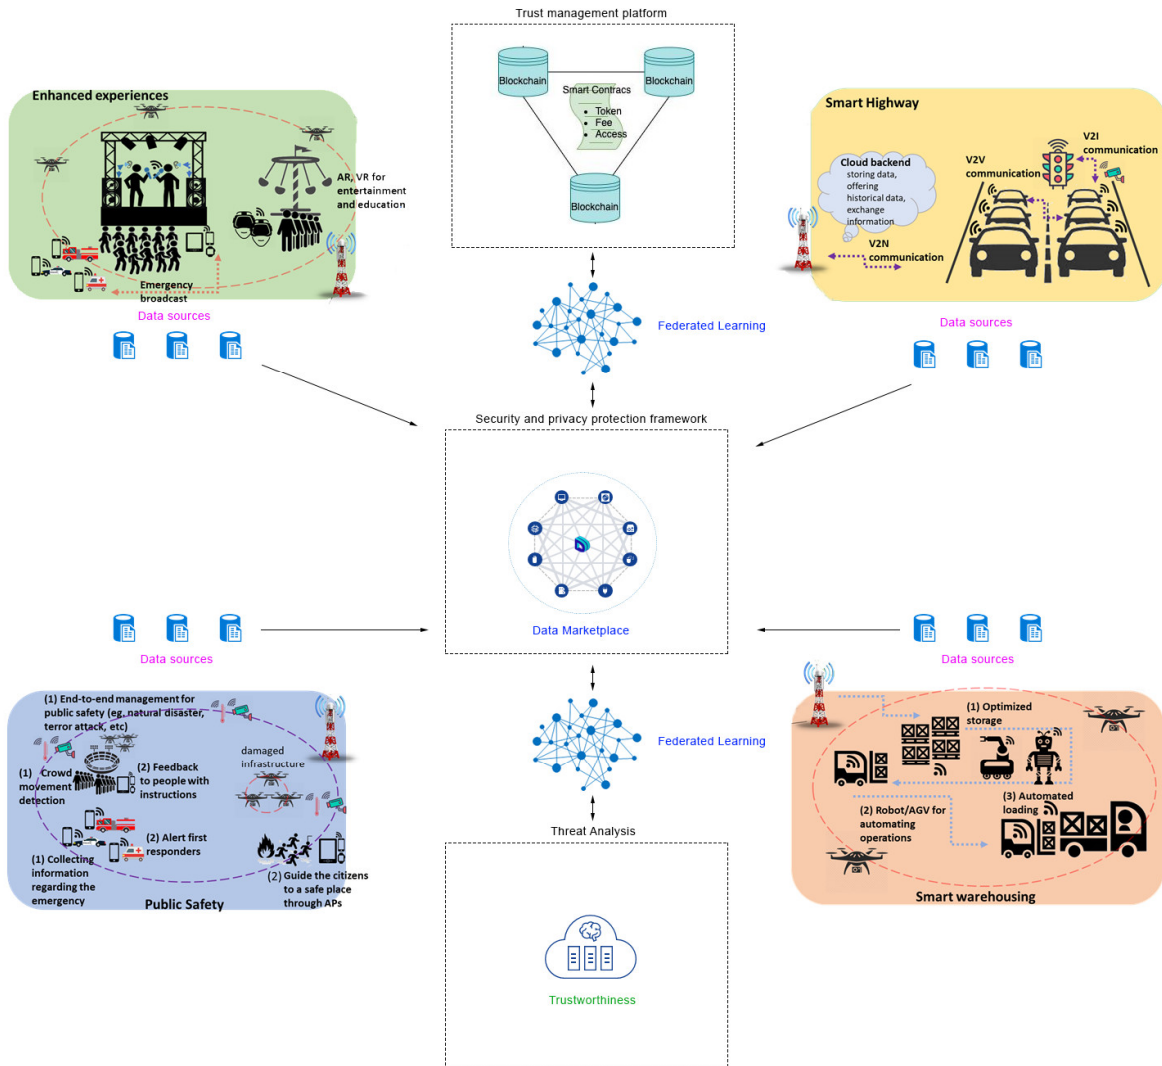 Trust management platform
Blockchain
Blockchain
Smart Contracs
Token
Fee
Access
Blockchain
Enhanced experiences
AR, VR for
entertainment
and education
Emergency
broadcast
Data sources
Smart Highway
Cloud backend
storing data,
offering
historical data,
exchange
information
V2V
communication
V2I
communication
V2N
communication
Data sources
Federated Learning
Security and privacy protection framework
Data Marketplace
Data sources
(1) End-to-end management for
public safety (eg, natural disaster,
terror attack, etc)
(1) Crowd
movement
detection
(2) Feedback
to people with
instructions
damaged
infrastructure
(2) Alert first
responders
(1) Collecting
information
regarding the
emergency
(2) Guide the citizens
to a safe place
through APs
Public Safety
Data sources
(1) Optimized
storage
(2) Robot/AGV for
automating
operations
(3) Automated
loading
Smart warehousing
Federated Learning
Threat Analysis
Trustworthiness